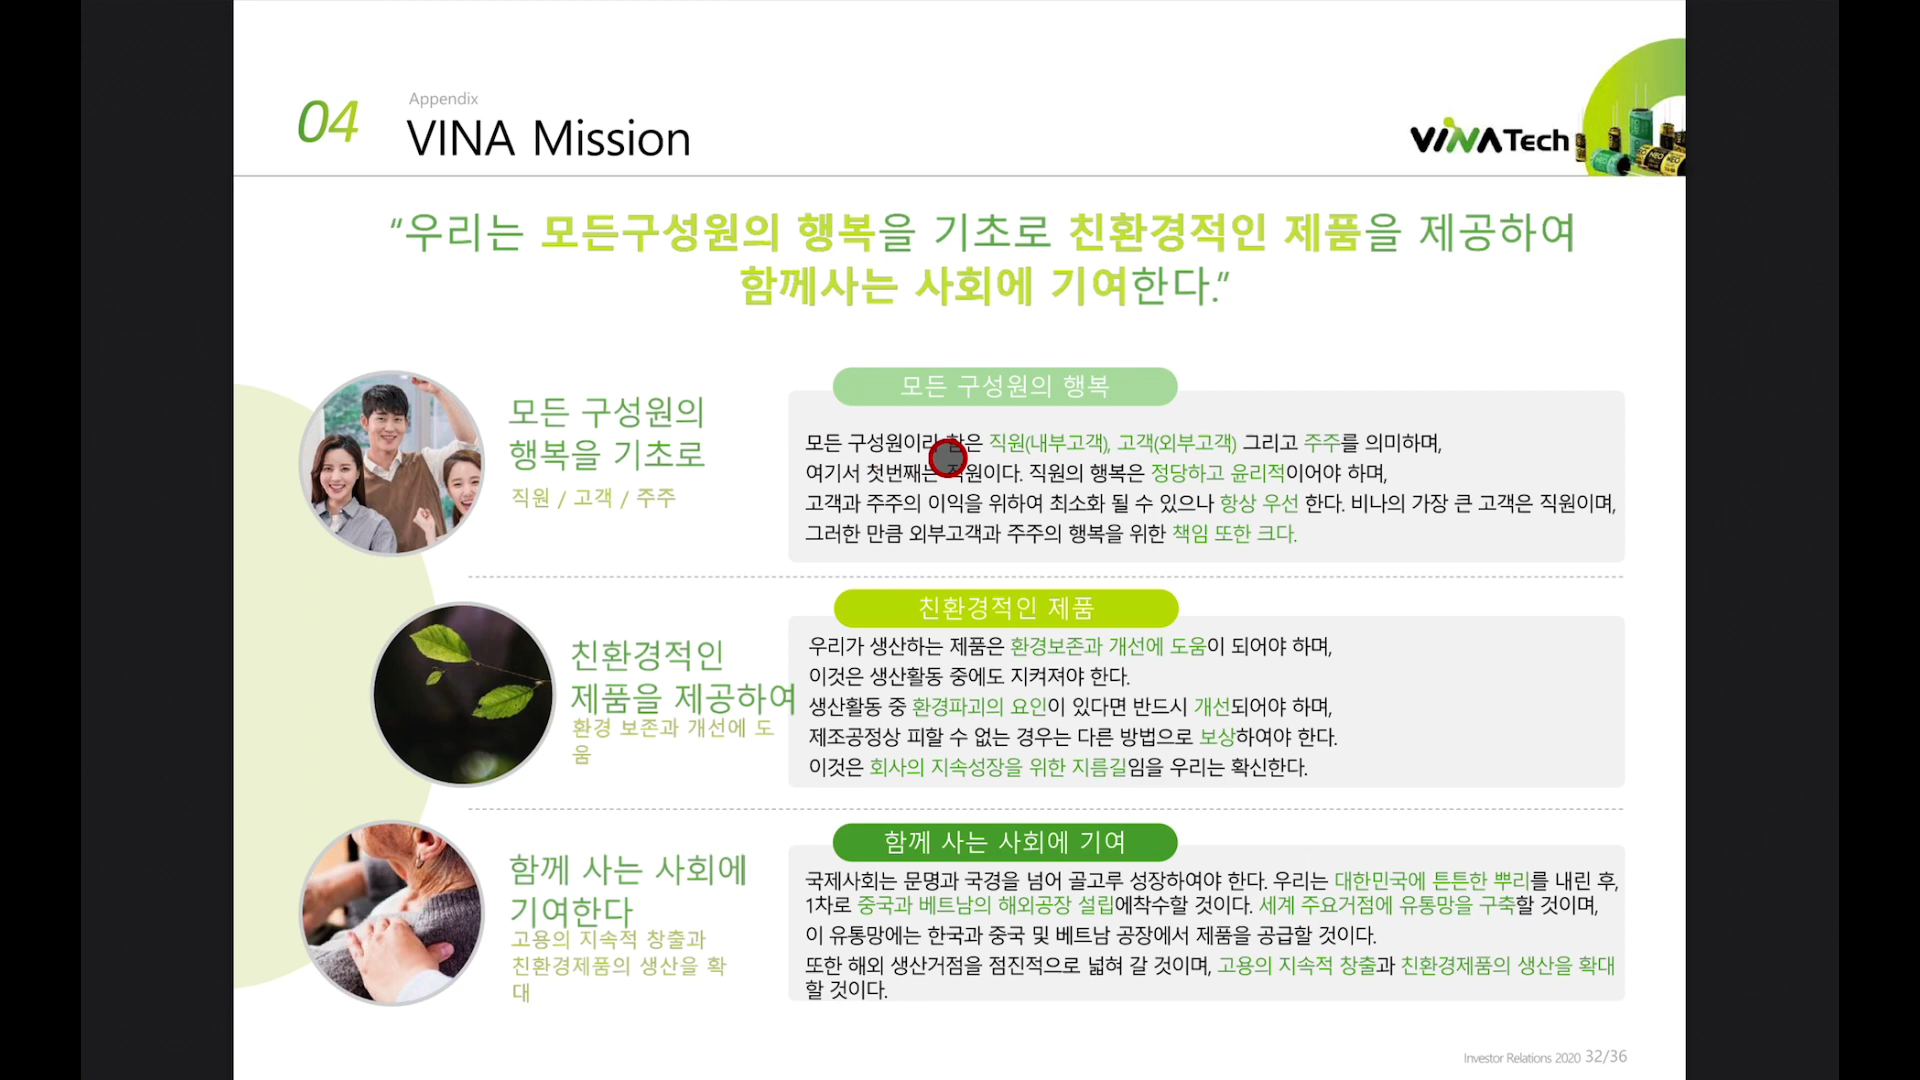 04
Appendix
VINA Mission
VINATech
“우리는 모든구성원의 행복을 기초로 친환경적인 제품을 제공하여
함께사는 사회에 기여한다.”
모든 구성원의
행복을 기초로
직원 / 고객 / 주주
모든 구성원의 행복
모든 구성원이라 함은 직원(내부고객), 고객(외부고객) 그리고 주주를 의미하며,
여기서 첫번째는 직원이다. 직원의 행복은 정당하고 윤리적이어야 하며,
고객과 주주의 이익을 위하여 최소화 될 수 있으나 항상 우선 한다. 비나의 가장 큰 고객은 직원이며,
그러한 만큼 외부고객과 주주의 행복을 위한 책임 또한 크다.
친환경적인
제품을 제공하여
환경 보존과 개선에 도
움
친환경적인 제품
우리가 생산하는 제품은 환경보존과 개선에 도움이 되어야 하며,
이것은 생산활동 중에도 지켜져야 한다.
생산활동 중 환경파괴의 요인이 있다면 반드시 개선되어야 하며,
제조공정상 피할 수 없는 경우는 다른 방법으로 보상하여야 한다.
이것은 회사의 지속성장을 위한 지름길임을 우리는 확신한다.
함께 사는 사회에
기여한다
고용의 지속적 창출과
친환경제품의 생산을 확
대
함께 사는 사회에 기여
국제사회는 문명과 국경을 넘어 골고루 성장하여야 한다. 우리는 대한민국에 튼튼한 뿌리를 내린 후,
1차로 중국과 베트남의 해외공장 설립에착수할 것이다. 세계 주요거점에 유통망을 구축할 것이며,
이 유통망에는 한국과 중국 및 베트남 공장에서 제품을 공급할 것이다.
또한 해외 생산거점을 점진적으로 넓혀 갈 것이며, 고용의 지속적 창출과 친환경제품의 생산을 확대
할 것이다.
Investor Relations 2020 32/36